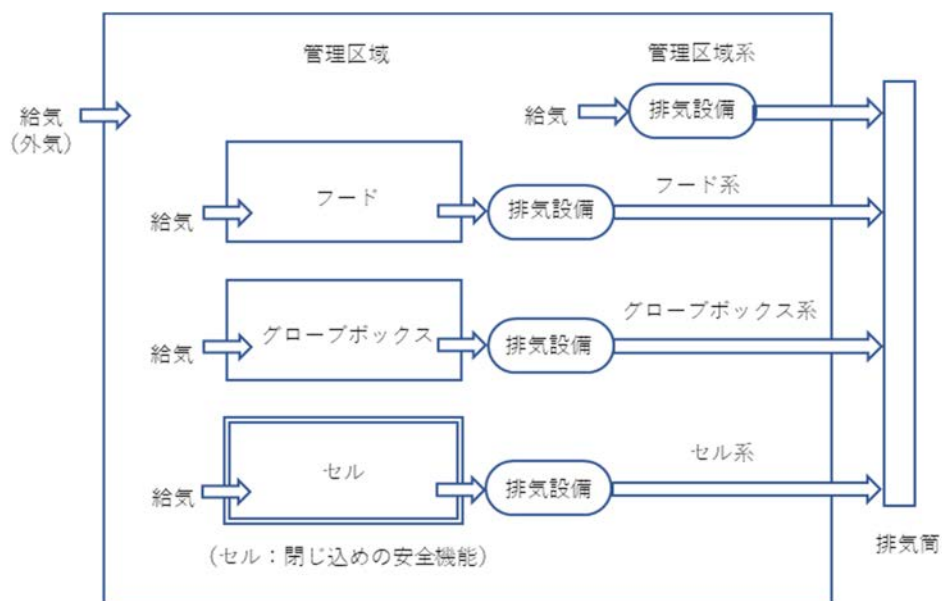 管理区域
管理区域系
給気
(外気)
給気
排気設備
フード系
フード
給気
排気設備
グローブボックス系
グローブボックス
給気
排気設備
セル系
セル
給気
排気設備
(セル：閉じ込めの安全機能)
排気筒